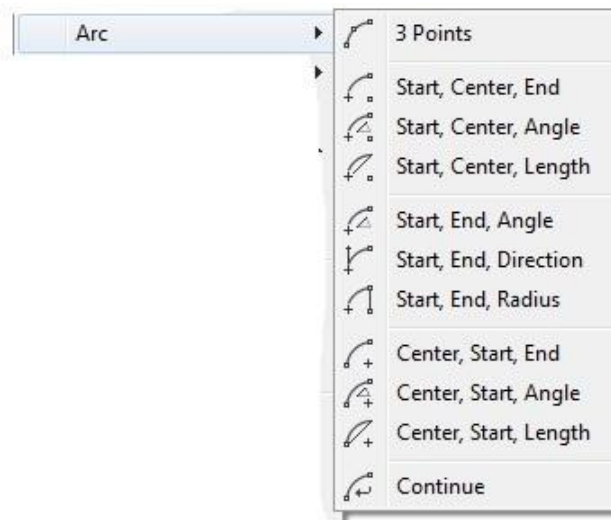 Arc
3 Points
Start, Center, End
Start, Center, Angle
Start, Center, Length
Start, End, Angle
Start, End, Direction
Start, End, Radius
Center, Start, End
Center, Start, Angle
Center, Start, Length
Continue